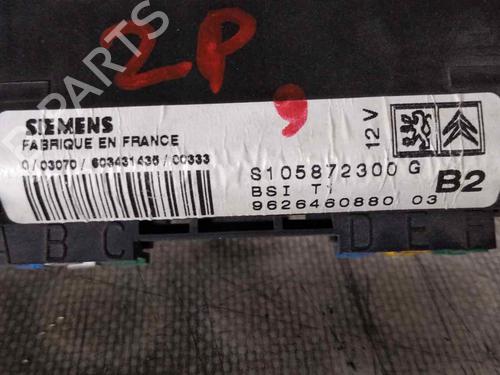 2P,
SIEMENS
FABRIQUE EN FRANCE
0/03070/603431435/00333
12 V
S105872300 G
BSI T1
9626460880 03
B2
A B C
D E F